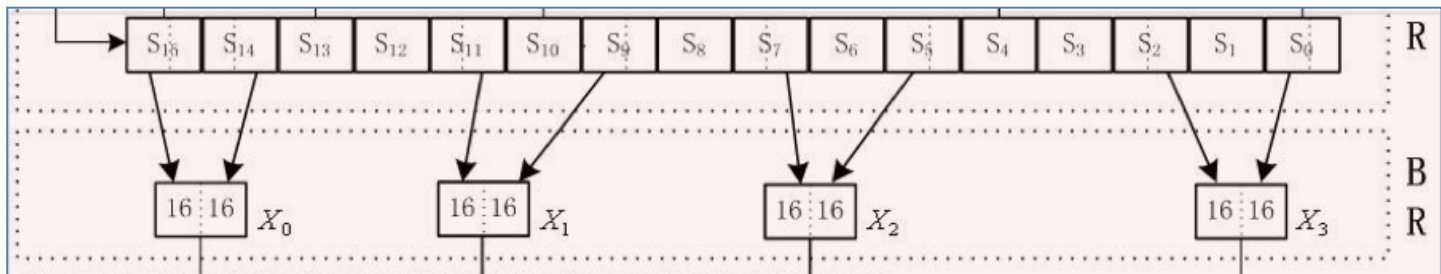 S₁₅ S₁₄ S₁₃ S₁₂ S₁₁ S₁₀ S₉ S₈ S₇ S₆ S₅ S₄ S₃ S₂ S₁ S₀ R
16 16 X₀ 16 16 X₁ 16 16 X₂ 16 16 X₃ B
R